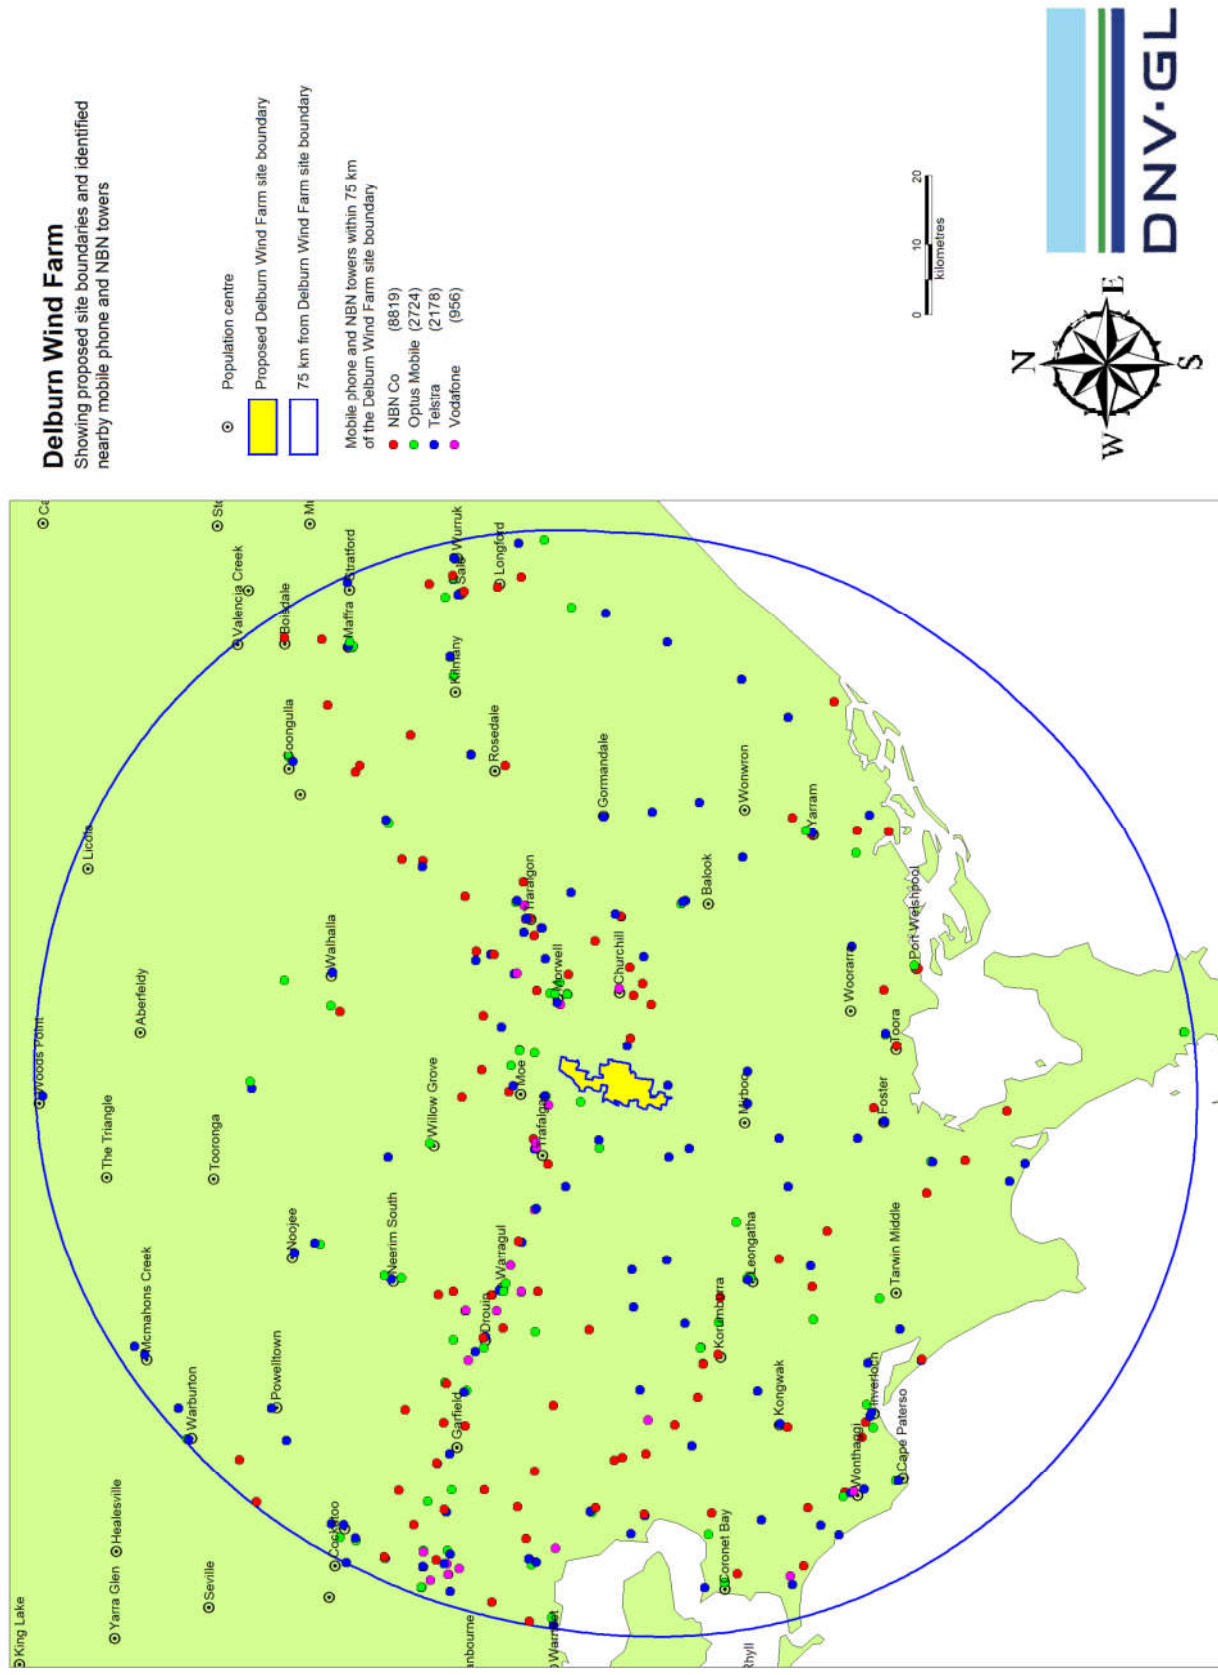 Delburn Wind Farm
Showing proposed site boundaries and identified
nearby mobile phone and NBN towers
Population centre
Proposed Delburn Wind Farm site boundary
75 km from Delburn Wind Farm site boundary
Mobile phone and NBN towers within 75 km
of the Delburn Wind Farm site boundary
NBN Co (8819)
Optus Mobile (2724)
Telstra (2178)
Vodafone (956)
0 10 20
kilometres
N
W E
S
DNV·GL
King Lake
Yarra Glen
Healesville
Seville
Warburton
Mcmahons Creek
The Triangle
Woods Point
Aberfeldy
Licola
Tooronga
Valencia Creek
Boisdale
Powelltown
Noojee
Walhalla
Coongulla
Maffra
Stratford
Cockatoo
Neerim South
Willow Grove
Garfield
Drouin
Warragul
Kilmany
Sale
Wurruk
Longford
Rosedale
Moe
Trafalgar
Morwell
Traralgon
Churchill
Gormandale
anbourne
Rhyll
Coronet Bay
Korumburra
Leongatha
Mirboo
Balook
Wonwron
Kongwak
Yarram
Wonthaggi
Inverloch
Cape Paterso
Tarwin Middle
Foster
Toora
Woorarra
Port Welshpool